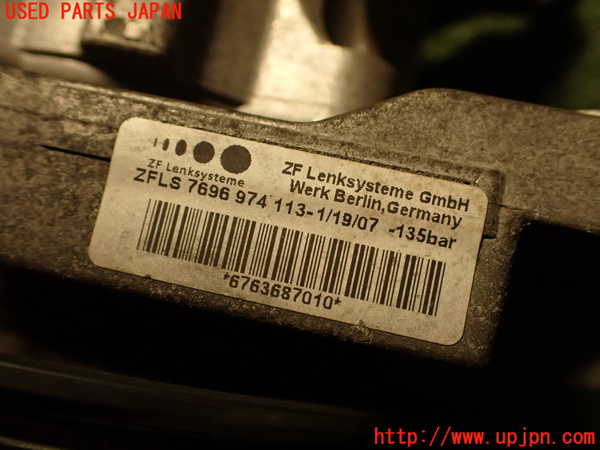 USED PARTS JAPAN
ZF Lenksysteme
ZF Lenksysteme GmbH
Werk Berlin, Germany
ZFLS 7696 974 113-1/19/07 -135bar
*6763687010*
http://www.upjpn.com/